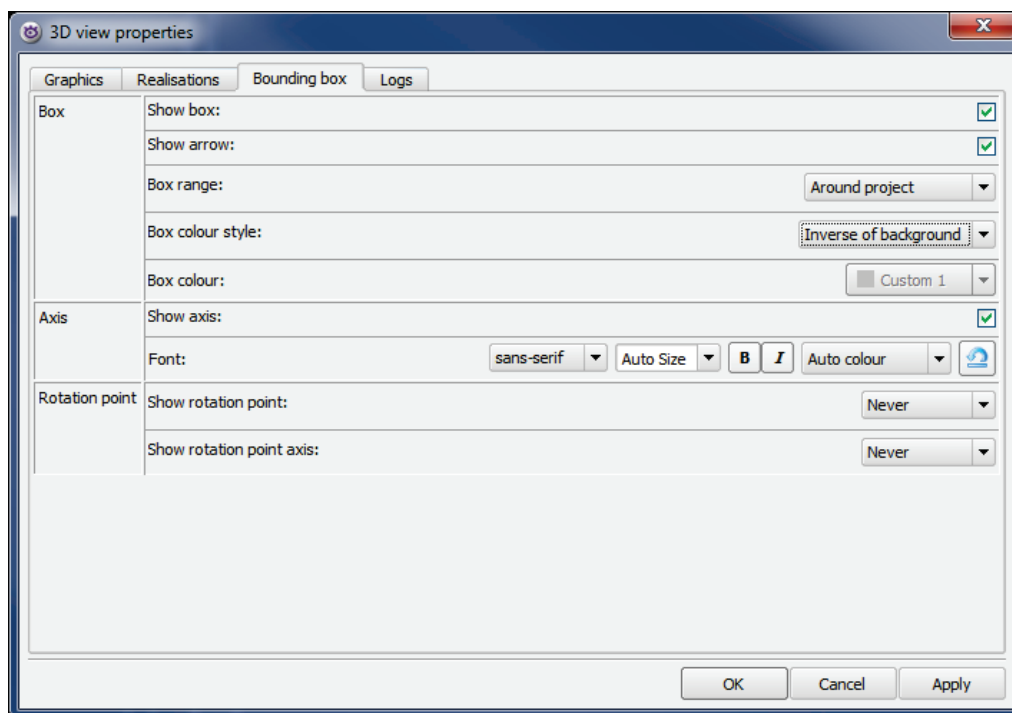 3D view properties
Graphics Realisations Bounding box Logs
Box Show box:
Show arrow:
Box range: Around project
Box colour style: Inverse of background
Box colour: Custom 1
Axis Show axis:
Font: sans-serif Auto Size B I Auto colour
Rotation point Show rotation point: Never
Show rotation point axis: Never
OK Cancel Apply